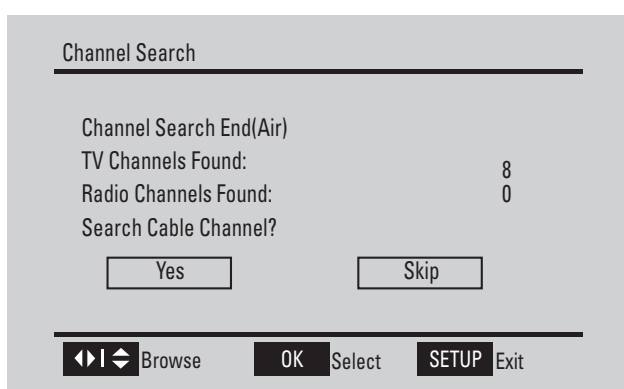 Channel Search
Channel Search End(Air)
TV Channels Found: 8
Radio Channels Found: 0
Search Cable Channel?
Yes Skip
Browse OK Select SETUP Exit